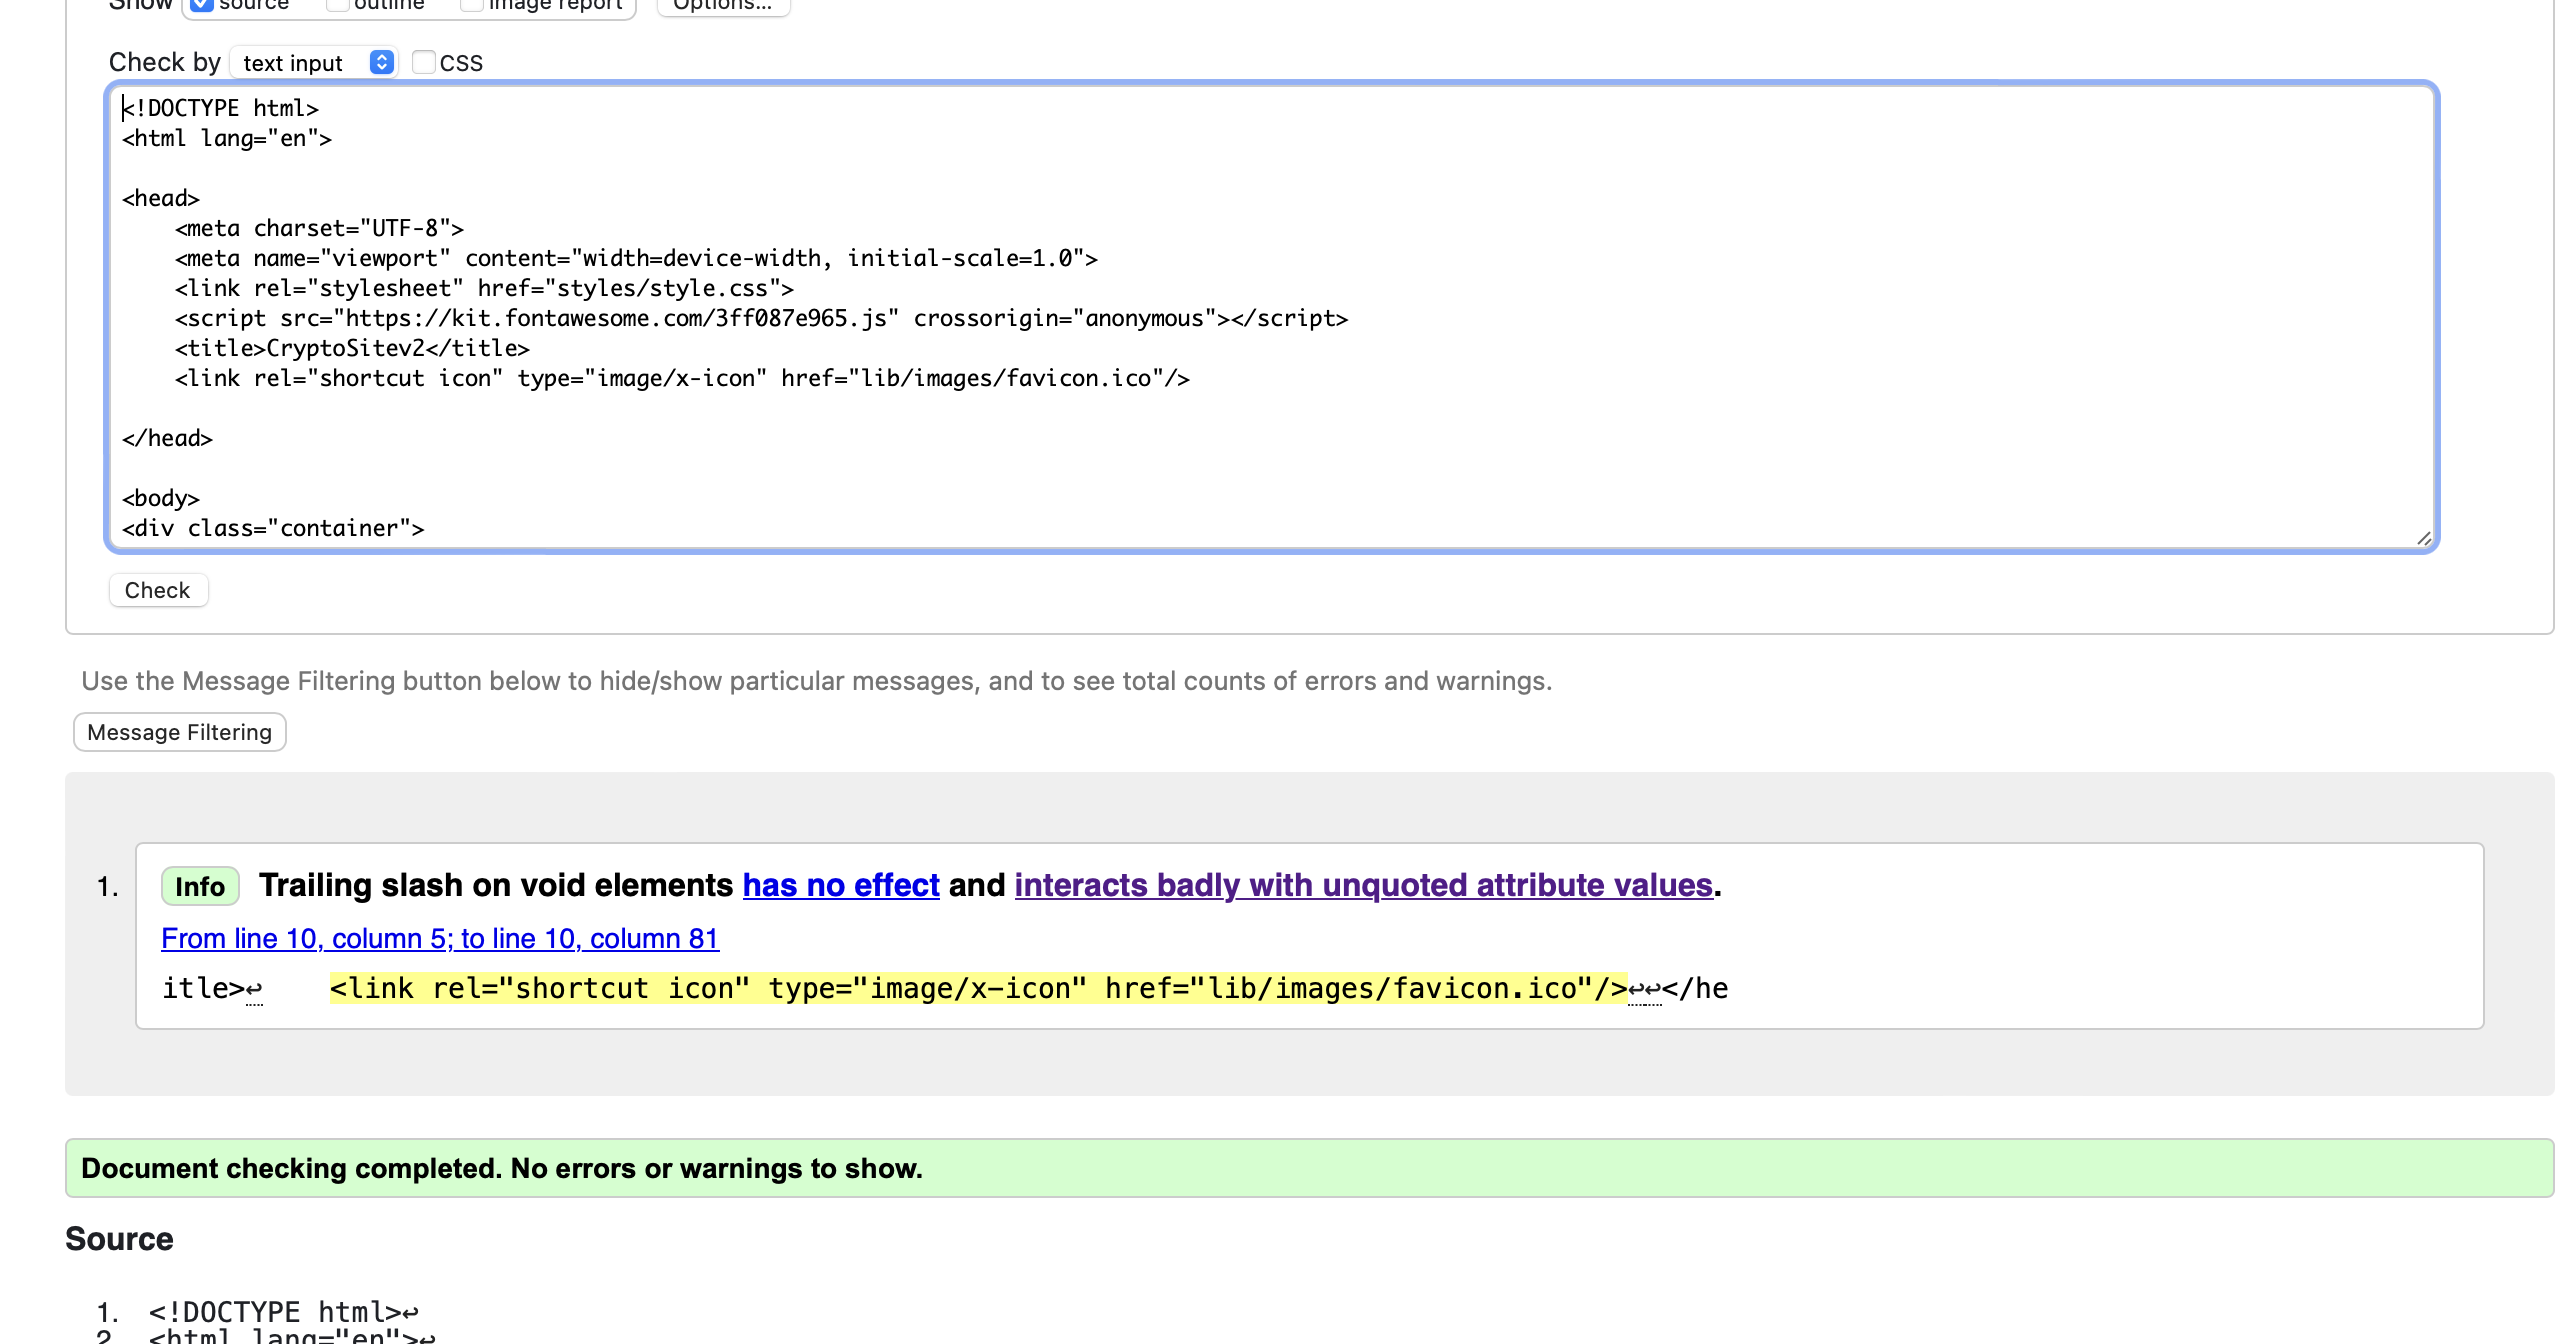 Show source outline image report Options...
Check by text input CSS
<!DOCTYPE html>
<html lang="en">
<head>
<meta charset="UTF-8">
<meta name="viewport" content="width=device-width, initial-scale=1.0">
<link rel="stylesheet" href="styles/style.css">
<script src="https://kit.fontawesome.com/3ff087e965.js" crossorigin="anonymous"></script>
<title>CryptoSitev2</title>
<link rel="shortcut icon" type="image/x-icon" href="lib/images/favicon.ico"/>
</head>
<body>
<div class="container">
Check
Use the Message Filtering button below to hide/show particular messages, and to see total counts of errors and warnings.
Message Filtering
1. Info Trailing slash on void elements has no effect and interacts badly with unquoted attribute values.
From line 10, column 5; to line 10, column 81
itle>↩ <link rel="shortcut icon" type="image/x-icon" href="lib/images/favicon.ico"/>↩↩</he
Document checking completed. No errors or warnings to show.
Source
1. <!DOCTYPE html>↩
2. <html lang="en">↩